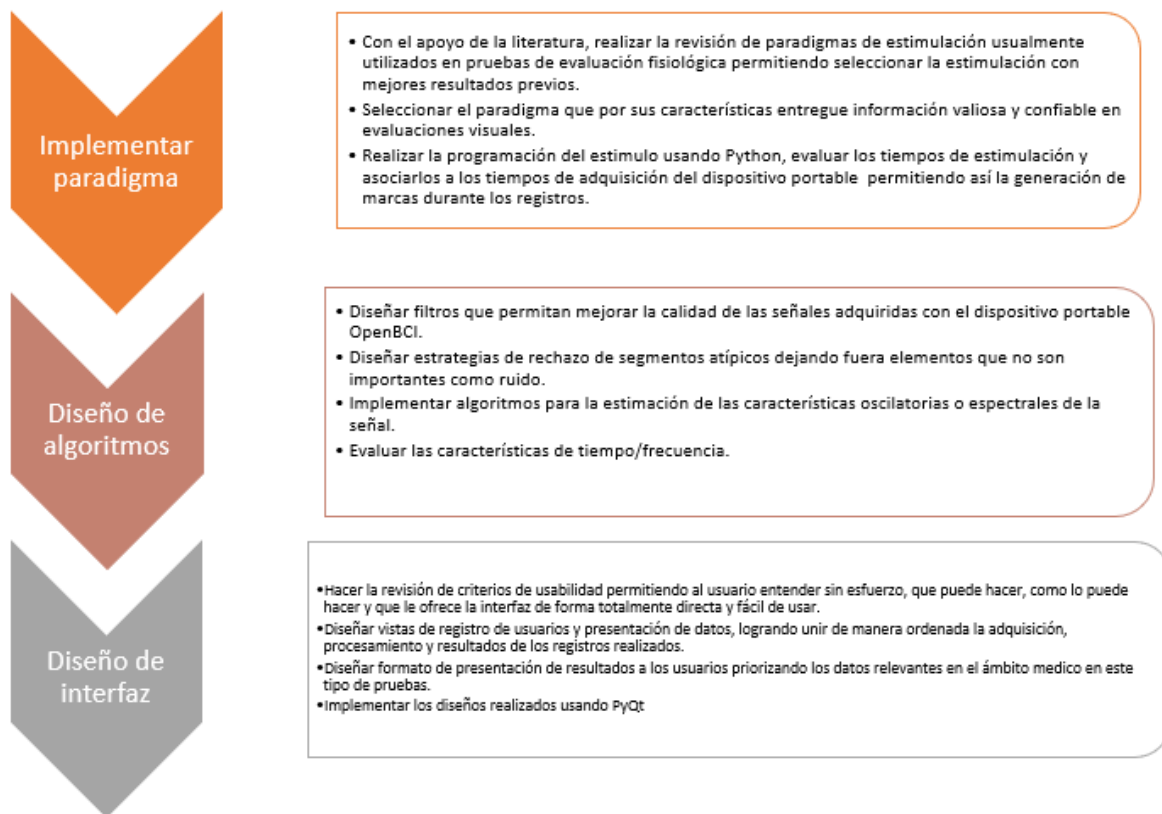 Implementar
paradigma
• Con el apoyo de la literatura, realizar la revisión de paradigmas de estimulación usualmente
utilizados en pruebas de evaluación fisiológica permitiendo seleccionar la estimulación con
mejores resultados previos.
• Seleccionar el paradigma que por sus características entregue información valiosa y confiable en
evaluaciones visuales.
• Realizar la programación del estimulo usando Python, evaluar los tiempos de estimulación y
asociarlos a los tiempos de adquisición del dispositivo portable permitiendo así la generación de
marcas durante los registros.
Diseño de
algoritmos
• Diseñar filtros que permitan mejorar la calidad de las señales adquiridas con el dispositivo portable
OpenBCI.
• Diseñar estrategias de rechazo de segmentos atípicos dejando fuera elementos que no son
importantes como ruido.
• Implementar algoritmos para la estimación de las características oscilatorias o espectrales de la
señal.
• Evaluar las características de tiempo/frecuencia.
Diseño de
interfaz
•Hacer la revisión de criterios de usabilidad permitiendo al usuario entender sin esfuerzo, que puede hacer, como lo puede
hacer y que le ofrece la interfaz de forma totalmente directa y fácil de usar.
•Diseñar vistas de registro de usuarios y presentación de datos, logrando unir de manera ordenada la adquisición,
procesamiento y resultados de los registros realizados.
•Diseñar formato de presentación de resultados a los usuarios priorizando los datos relevantes en el ámbito medico en este
tipo de pruebas.
•Implementar los diseños realizados usando PyQt